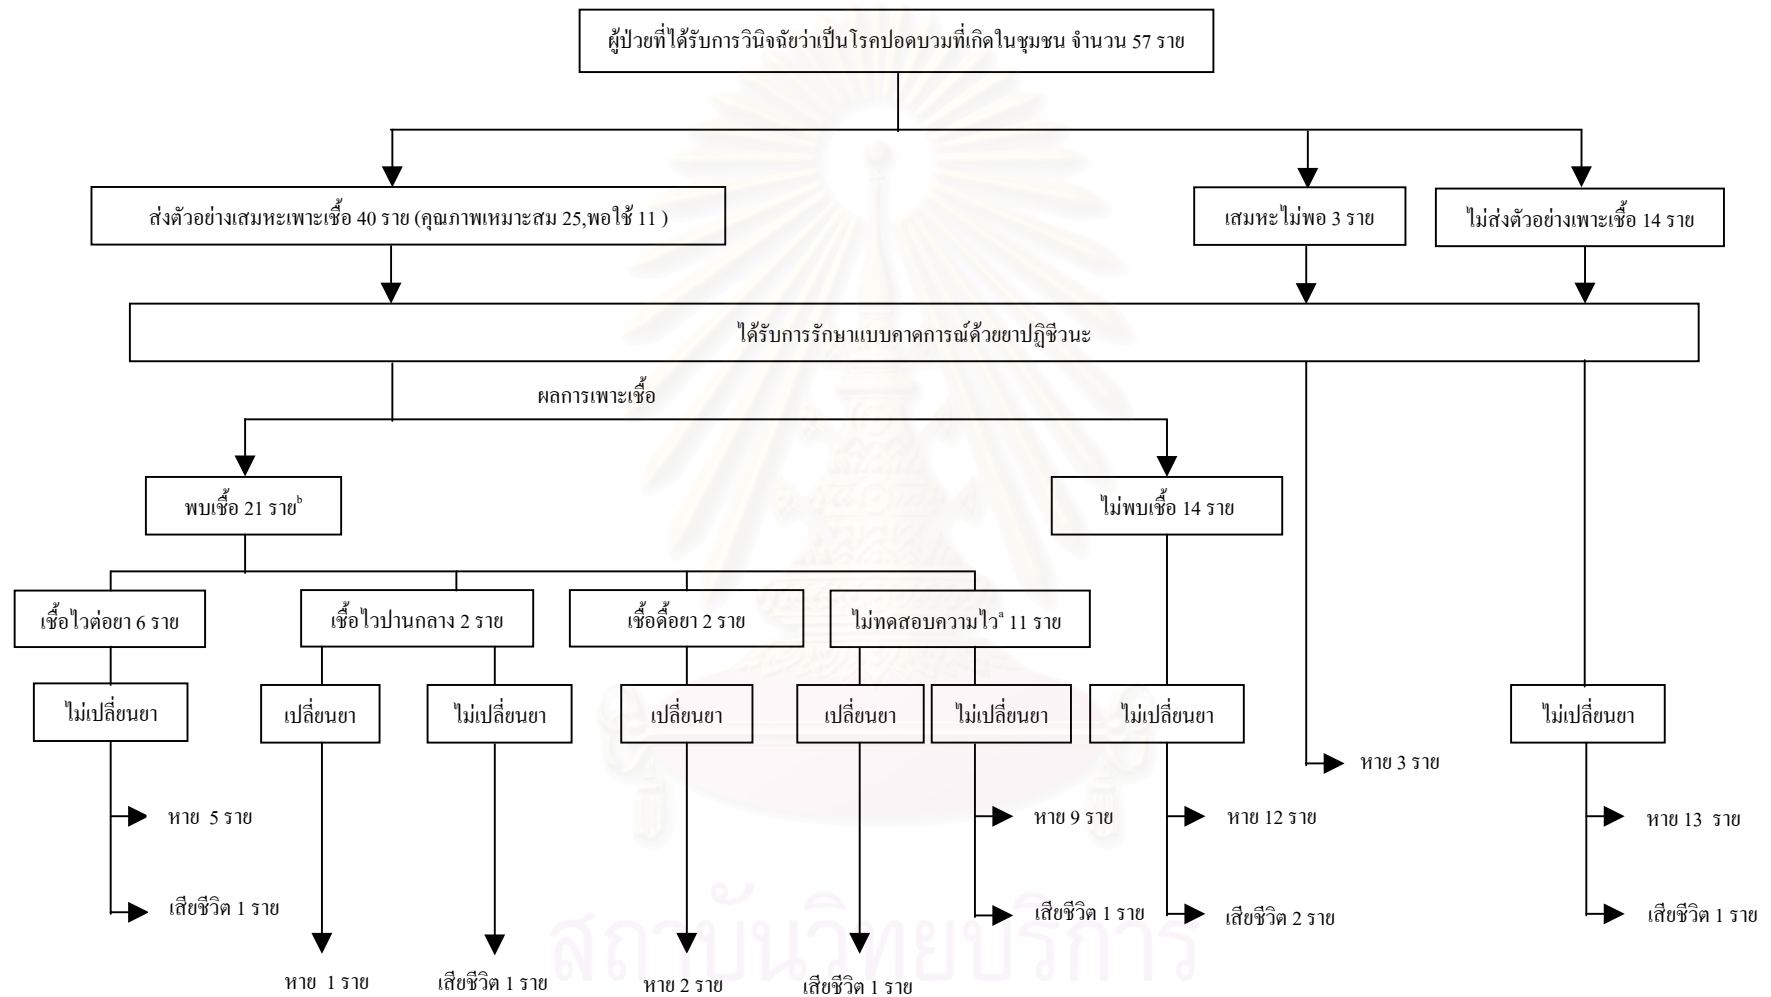 ผู้ป่วยที่ได้รับการวินิจฉัยว่าเป็นโรคปอดบวมที่เกิดในชุมชน จำนวน 57 ราย
ส่งตัวอย่างเสมหะเพาะเชื้อ 40 ราย (คุณภาพเหมาะสม 25,พอใช้ 11 )
เสมหะไม่พอ 3 ราย
ไม่ส่งตัวอย่างเพาะเชื้อ 14 ราย
ได้รับการรักษาแบบคาดการณ์ด้วยยาปฏิชีวนะ
ผลการเพาะเชื้อ
พบเชื้อ 21 รายᵇ
ไม่พบเชื้อ 14 ราย
เชื้อไวต่อยา 6 ราย
เชื้อไวปานกลาง 2 ราย
เชื้อดื้อยา 2 ราย
ไม่ทดสอบความไวᵃ 11 ราย
ไม่เปลี่ยนยา
เปลี่ยนยา
ไม่เปลี่ยนยา
เปลี่ยนยา
เปลี่ยนยา
ไม่เปลี่ยนยา
ไม่เปลี่ยนยา
ไม่เปลี่ยนยา
หาย 3 ราย
หาย 5 ราย
หาย 9 ราย
หาย 12 ราย
หาย 13 ราย
เสียชีวิต 1 ราย
เสียชีวิต 1 ราย
เสียชีวิต 2 ราย
เสียชีวิต 1 ราย
หาย 1 ราย
เสียชีวิต 1 ราย
หาย 2 ราย
เสียชีวิต 1 ราย
สถาบันวิทยบริการ